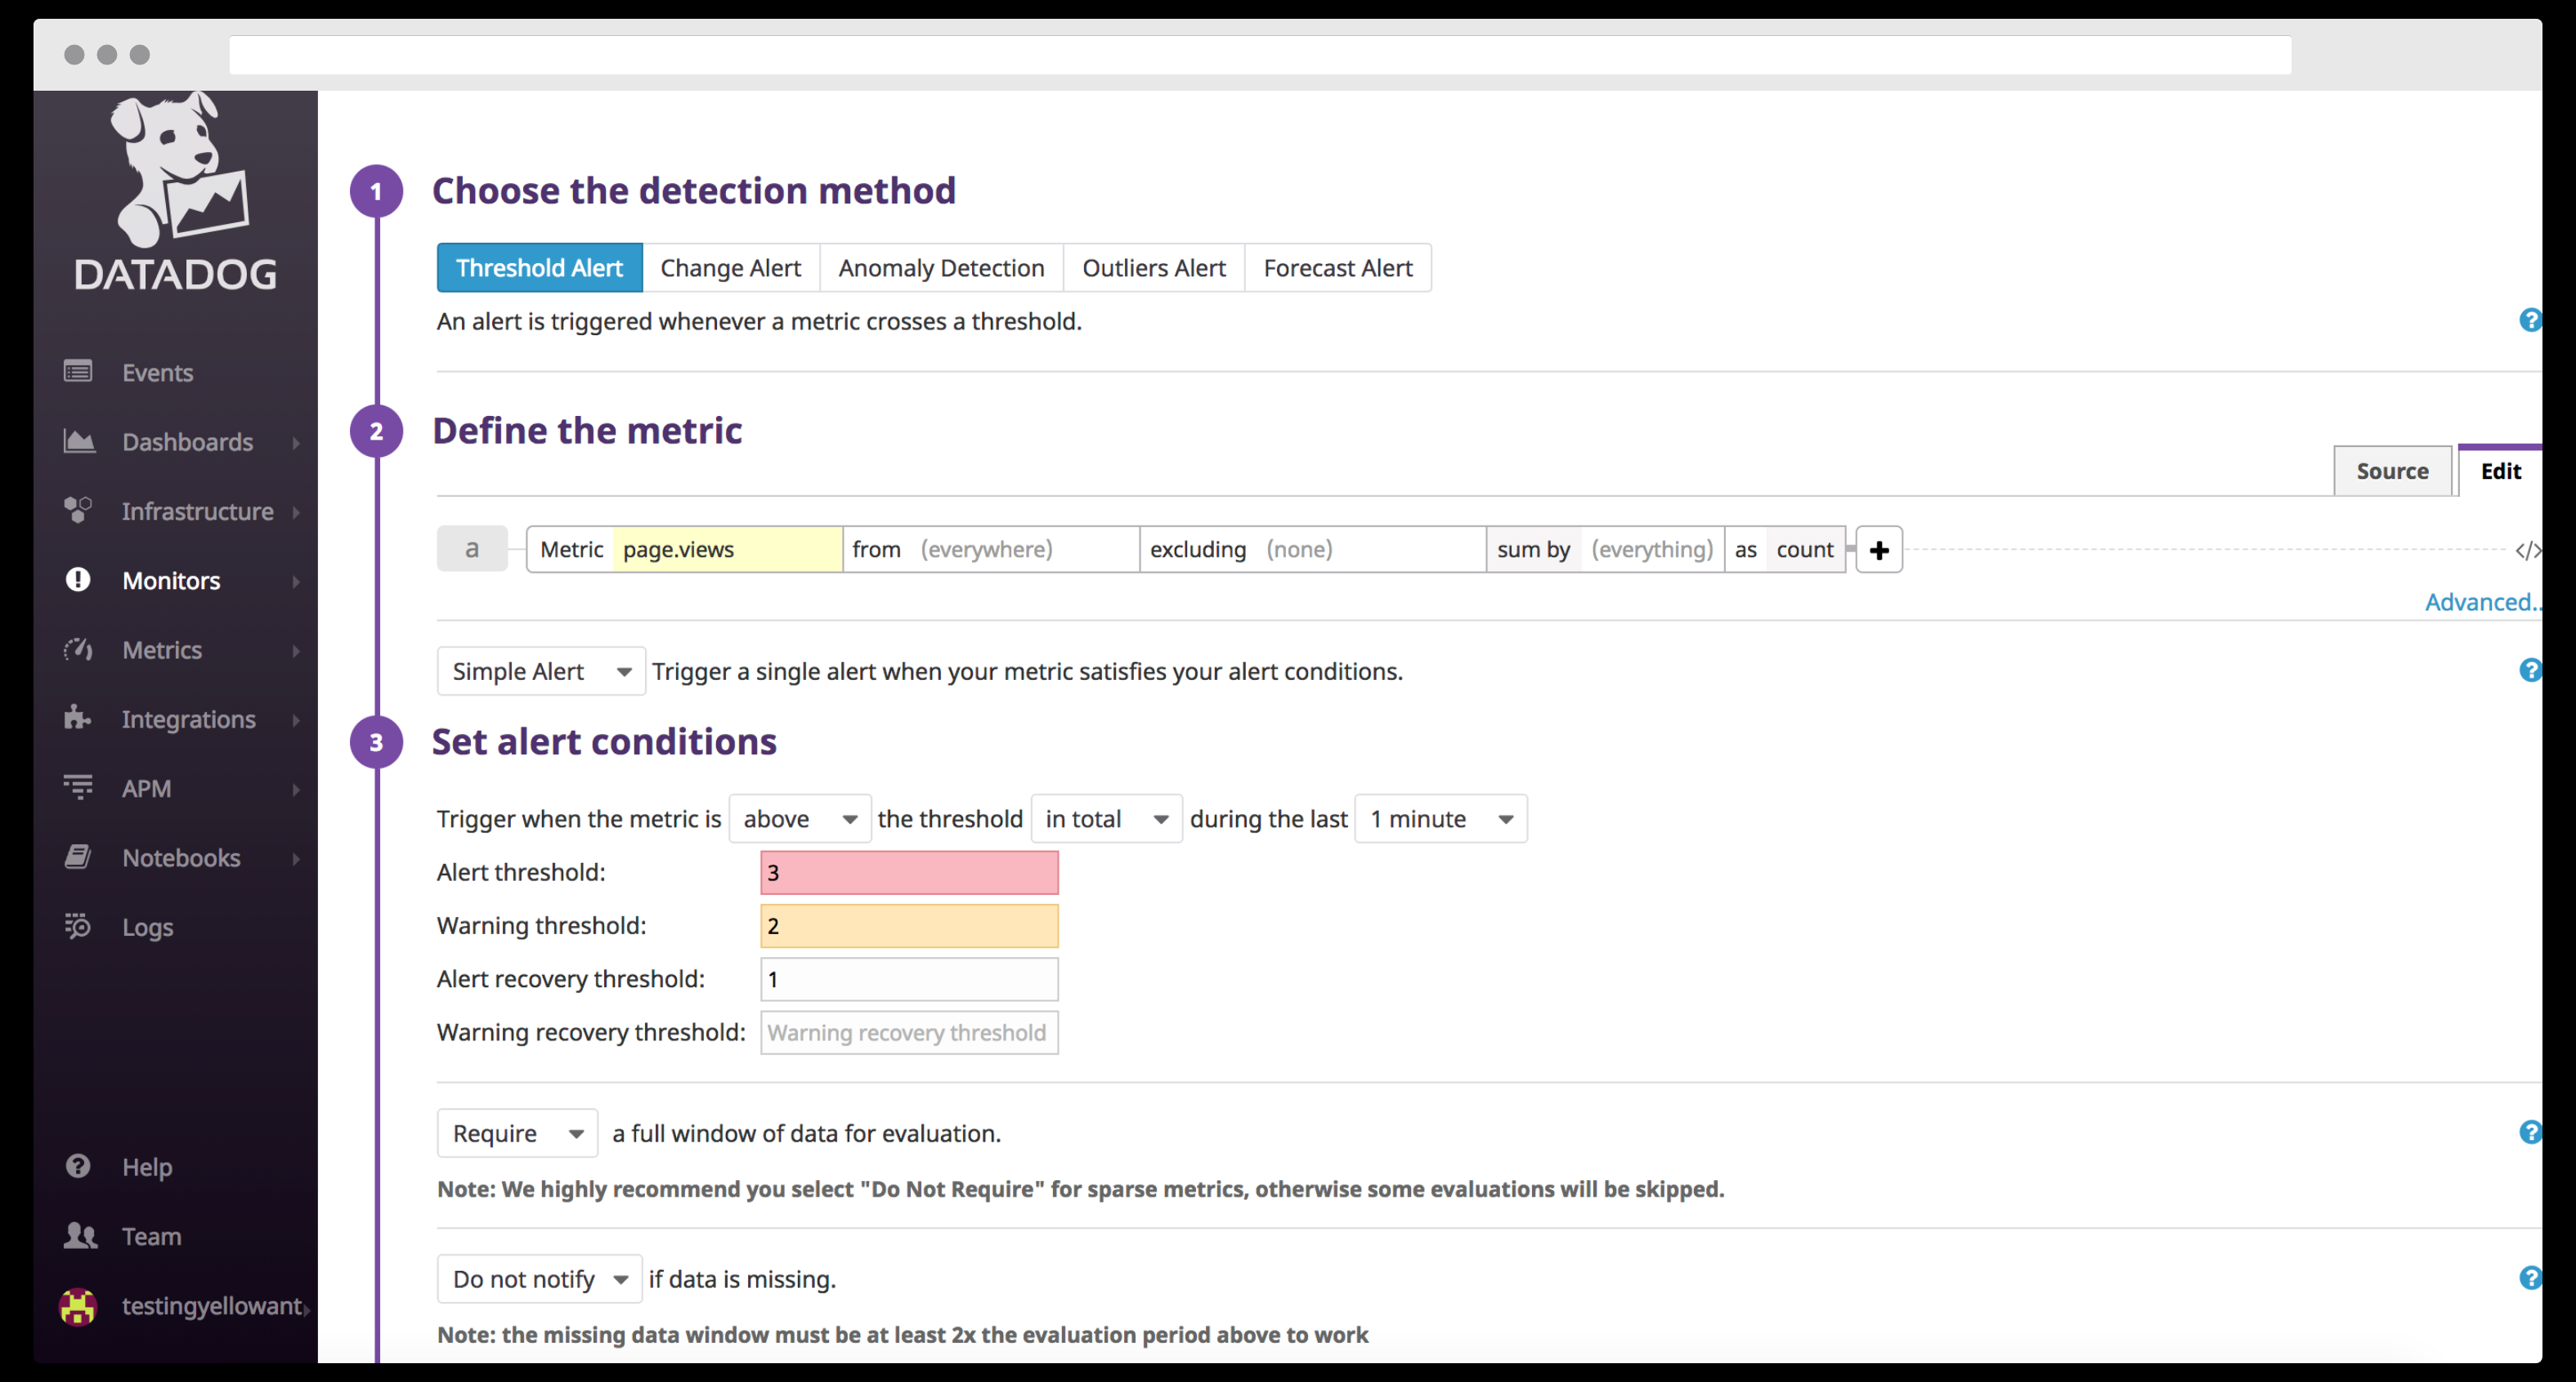 DATADOG
Events
Dashboards
Infrastructure
Monitors
Metrics
Integrations
APM
Notebooks
Logs
Help
Team
testingyellowant
1 Choose the detection method
Threshold Alert Change Alert Anomaly Detection Outliers Alert Forecast Alert
An alert is triggered whenever a metric crosses a threshold.
?
2 Define the metric
Source Edit
a Metric page.views from (everywhere) excluding (none) sum by (everything) as count + </>
Advanced..
Simple Alert Trigger a single alert when your metric satisfies your alert conditions.
?
3 Set alert conditions
Trigger when the metric is above the threshold in total during the last 1 minute
Alert threshold: 3
Warning threshold: 2
Alert recovery threshold: 1
Warning recovery threshold: Warning recovery threshold
Require a full window of data for evaluation.
?
Note: We highly recommend you select "Do Not Require" for sparse metrics, otherwise some evaluations will be skipped.
Do not notify if data is missing.
?
Note: the missing data window must be at least 2x the evaluation period above to work